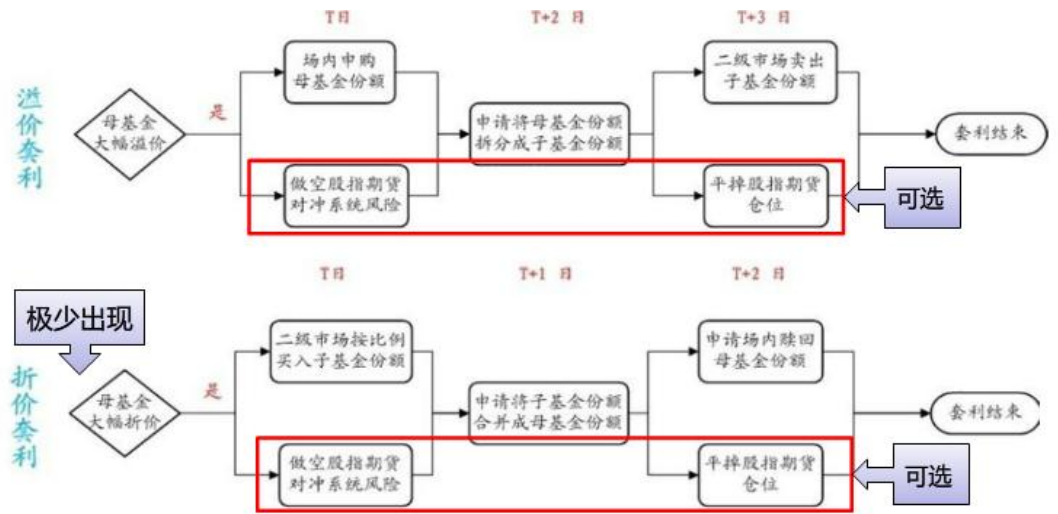 T日
T+2 日
T+3 日
溢价套利
母基金
大幅溢价
是
场内申购
母基金份额
做空股指期货
对冲系统风险
申请将母基金份额
拆分成子基金份额
二级市场卖出
子基金份额
平掉股指期货
仓位
可选
套利结束
T日
T+1 日
T+2 日
极少出现
折价套利
母基金
大幅折价
是
二级市场按比例
买入子基金份额
做空股指期货
对冲系统风险
申请将子基金份额
合并成母基金份额
申请场内赎回
母基金份额
平掉股指期货
仓位
可选
套利结束